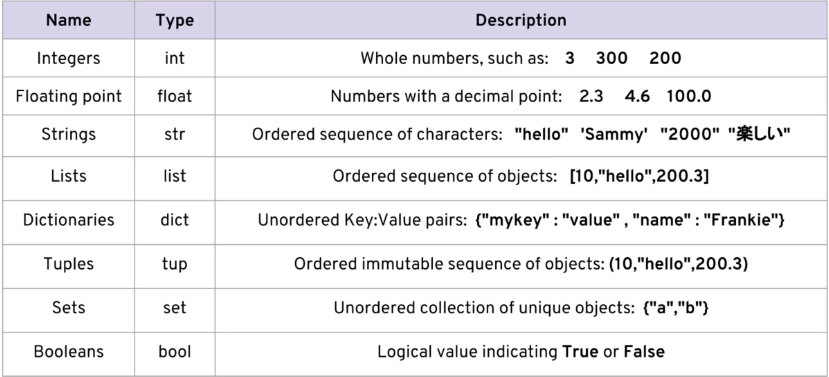 Name Type Description
Integers int Whole numbers, such as: 3 300 200
Floating point float Numbers with a decimal point: 2.3 4.6 100.0
Strings str Ordered sequence of characters: "hello" 'Sammy' "2000" "楽しい"
Lists list Ordered sequence of objects: [10,"hello",200.3]
Dictionaries dict Unordered Key:Value pairs: {"mykey" : "value" , "name" : "Frankie"}
Tuples tup Ordered immutable sequence of objects: (10,"hello",200.3)
Sets set Unordered collection of unique objects: {"a","b"}
Booleans bool Logical value indicating True or False